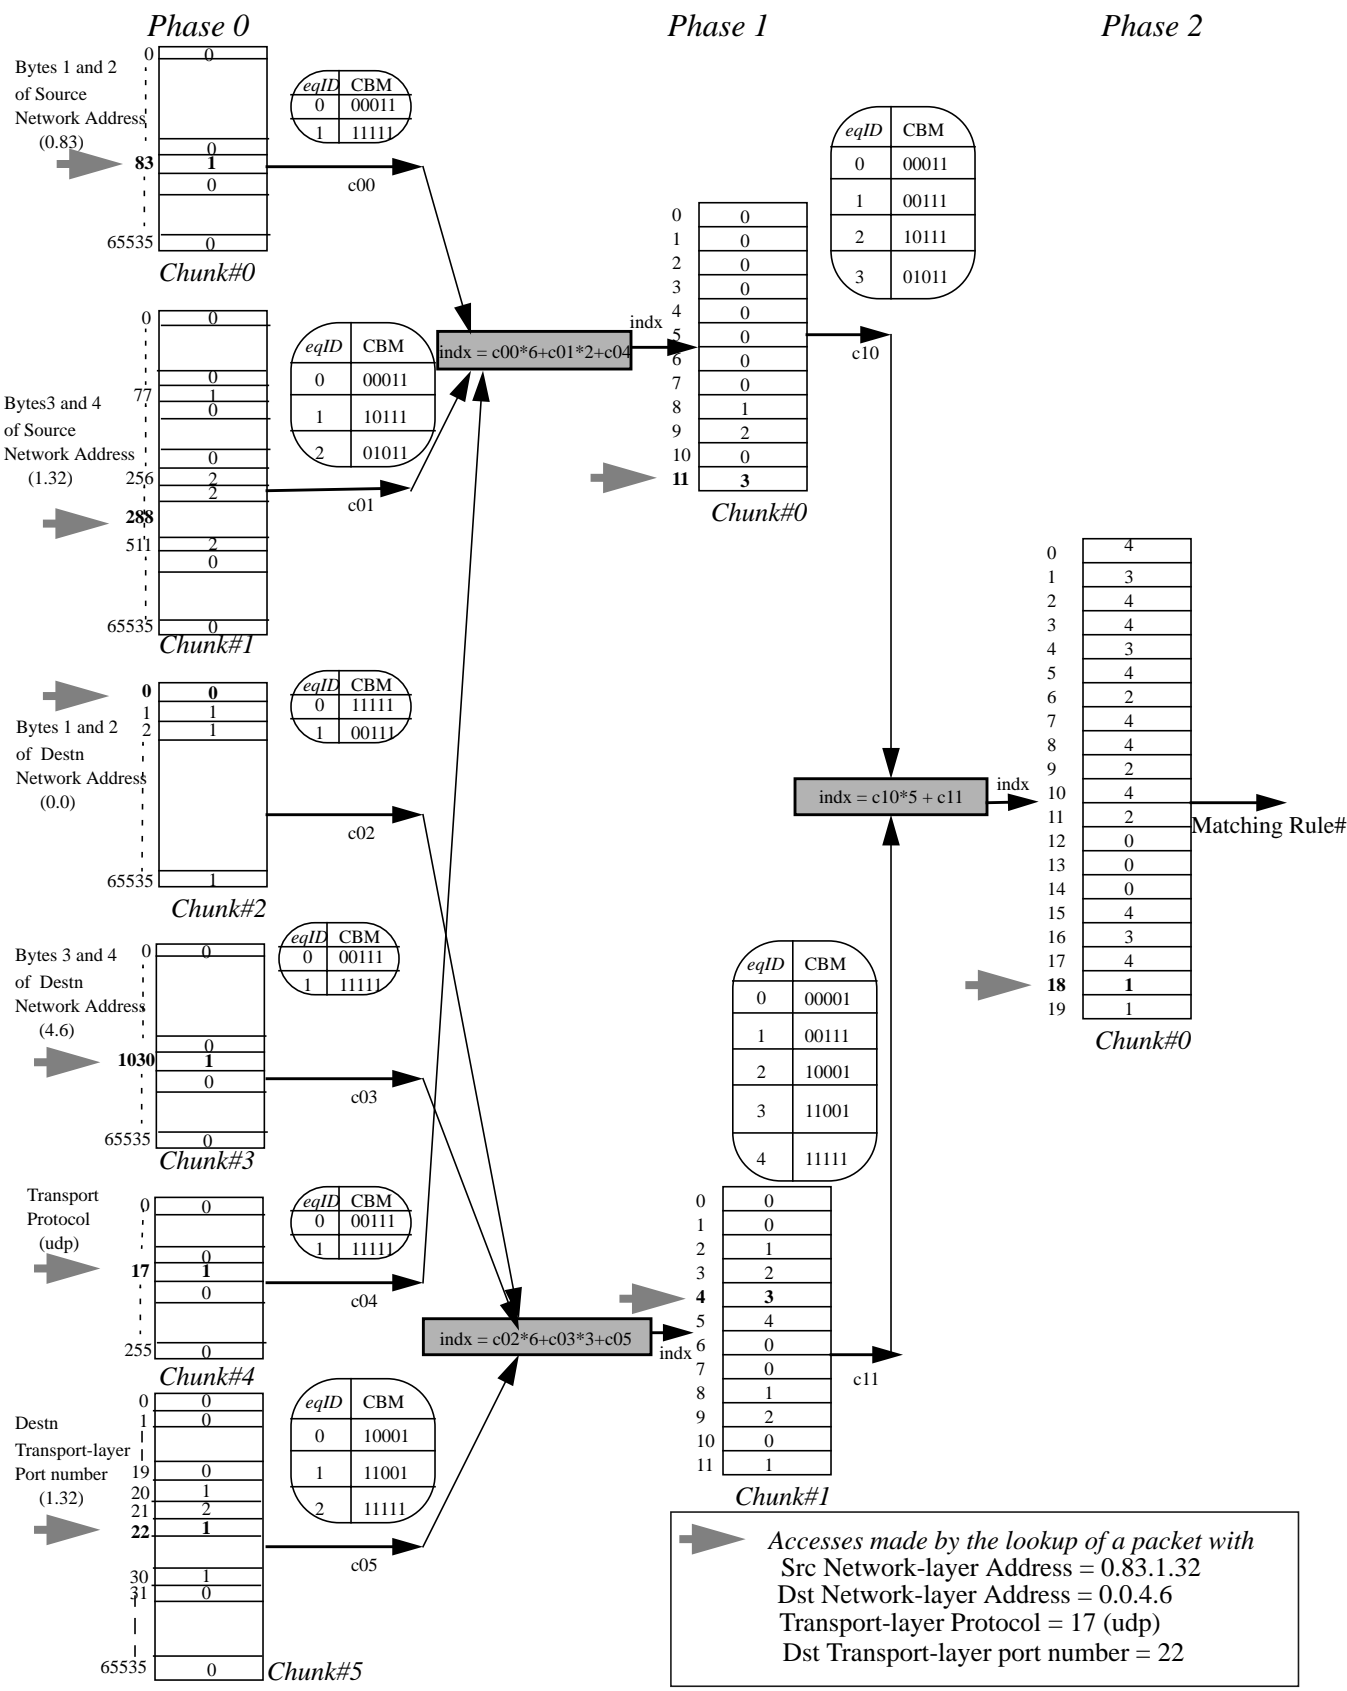 Phase 0
Phase 1
Phase 2
Bytes 1 and 2
of Source
Network Address
(0.83)
0 0
0
83 1
0
65535 0
Chunk#0
eqID CBM
0 00011
1 11111
c00
Bytes3 and 4
of Source
Network Address
(1.32)
0 0
0
77 1
0
0
256 2
2
288
511 2
0
65535 0
Chunk#1
eqID CBM
0 00011
1 10111
2 01011
c01
Bytes 1 and 2
of Destn
Network Address
(0.0)
0 0
1 1
2 1
65535 1
Chunk#2
eqID CBM
0 11111
1 00111
c02
Bytes 3 and 4
of Destn
Network Address
(4.6)
0 0
0
1030 1
0
65535 0
Chunk#3
eqID CBM
0 00111
1 11111
c03
Transport
Protocol
(udp)
0 0
0
17 1
0
255 0
Chunk#4
eqID CBM
0 00111
1 11111
c04
Destn
Transport-layer
Port number
(1.32)
0 0
1 0
19 0
20 1
21 2
22 1
30 1
31 0
65535 0
Chunk#5
eqID CBM
0 10001
1 11001
2 11111
c05
indx = c00*6+c01*2+c04
indx
0 0
1 0
2 0
3 0
4 0
5 0
6 0
7 0
8 1
9 2
10 0
11 3
Chunk#0
eqID CBM
0 00011
1 00111
2 10111
3 01011
c10
indx = c02*6+c03*3+c05
indx
eqID CBM
0 00001
1 00111
2 10001
3 11001
4 11111
0 0
1 0
2 1
3 2
4 3
5 4
6 0
7 0
8 1
9 2
10 0
11 1
Chunk#1
c11
indx = c10*5 + c11
indx
0 4
1 3
2 4
3 4
4 3
5 4
6 2
7 4
8 4
9 2
10 4
11 2
12 0
13 0
14 0
15 4
16 3
17 4
18 1
19 1
Chunk#0
Matching Rule#
Accesses made by the lookup of a packet with
Src Network-layer Address = 0.83.1.32
Dst Network-layer Address = 0.0.4.6
Transport-layer Protocol = 17 (udp)
Dst Transport-layer port number = 22